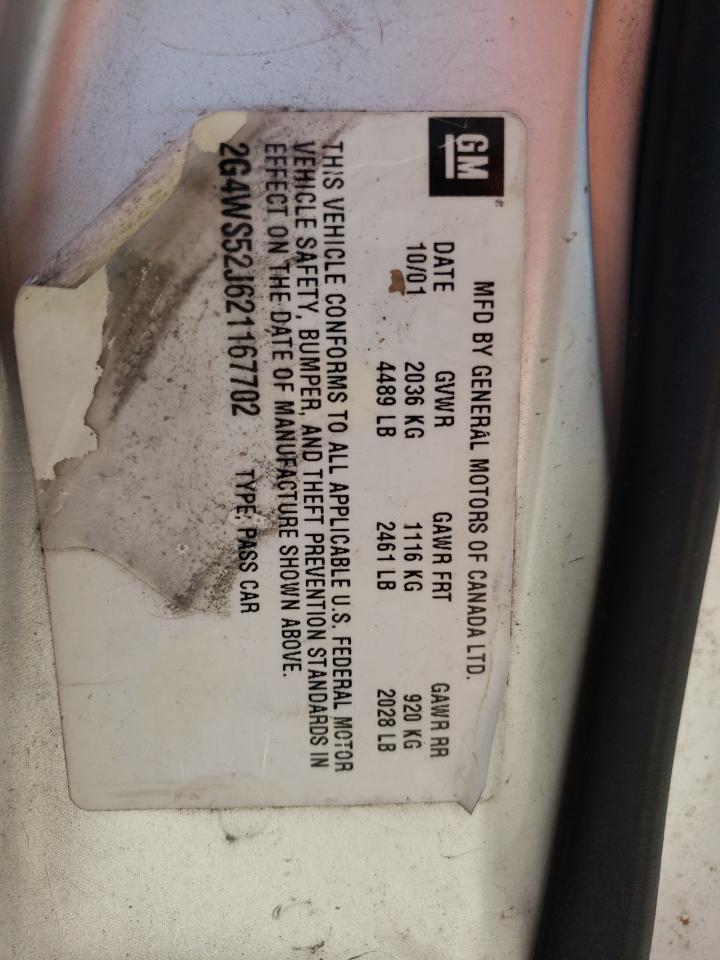 GM
MFD BY GENERAL MOTORS OF CANADA LTD.
DATE GVWR GAWR FRT GAWR RR
10/01 2036 KG 1116 KG 920 KG
4489 LB 2461 LB 2028 LB
THIS VEHICLE CONFORMS TO ALL APPLICABLE U.S. FEDERAL MOTOR
VEHICLE SAFETY, BUMPER, AND THEFT PREVENTION STANDARDS IN
EFFECT ON THE DATE OF MANUFACTURE SHOWN ABOVE.
2G4WS52J621167702 TYPE: PASS CAR